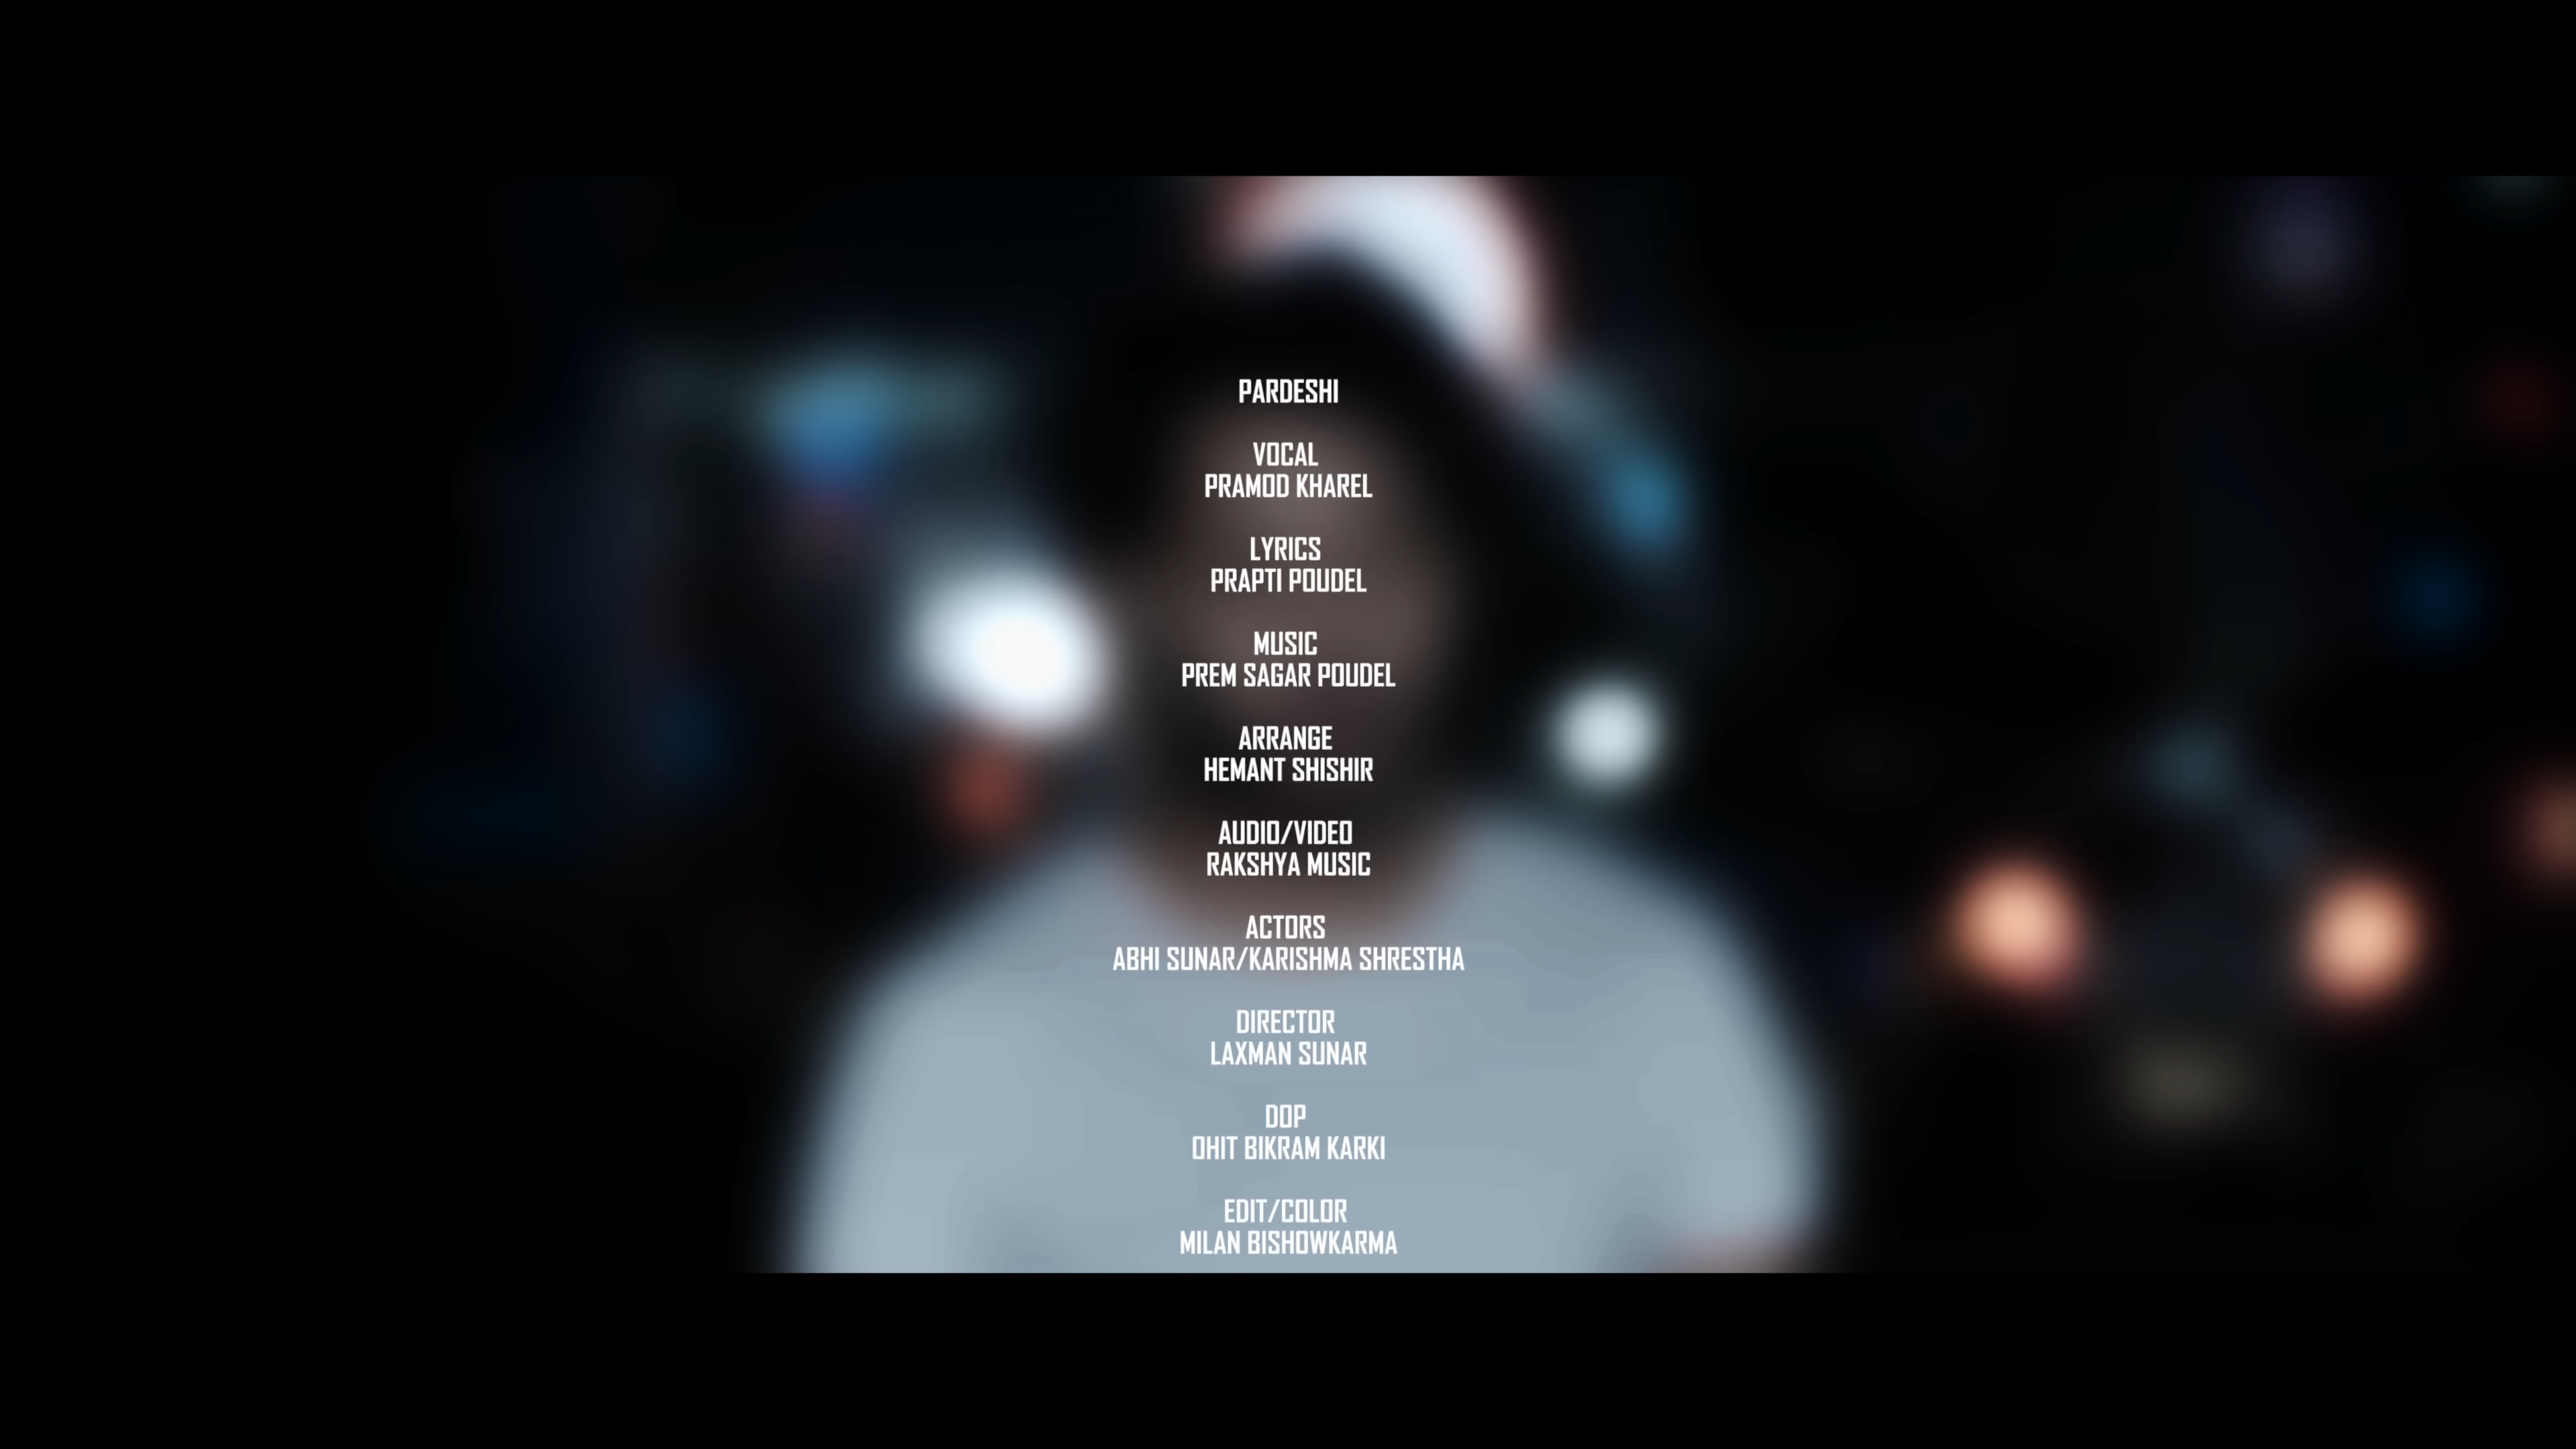 PARDESHI
VOCAL
PRAMOD KHAREL
LYRICS
PRAPTI POUDEL
MUSIC
PREM SAGAR POUDEL
ARRANGE
HEMANT SHISHIR
AUDIO/VIDEO
RAKSHYA MUSIC
ACTORS
ABHI SUNAR/KARISHMA SHRESTHA
DIRECTOR
LAXMAN SUNAR
DOP
OHIT BIKRAM KARKI
EDIT/COLOR
MILAN BISHOWKARMA